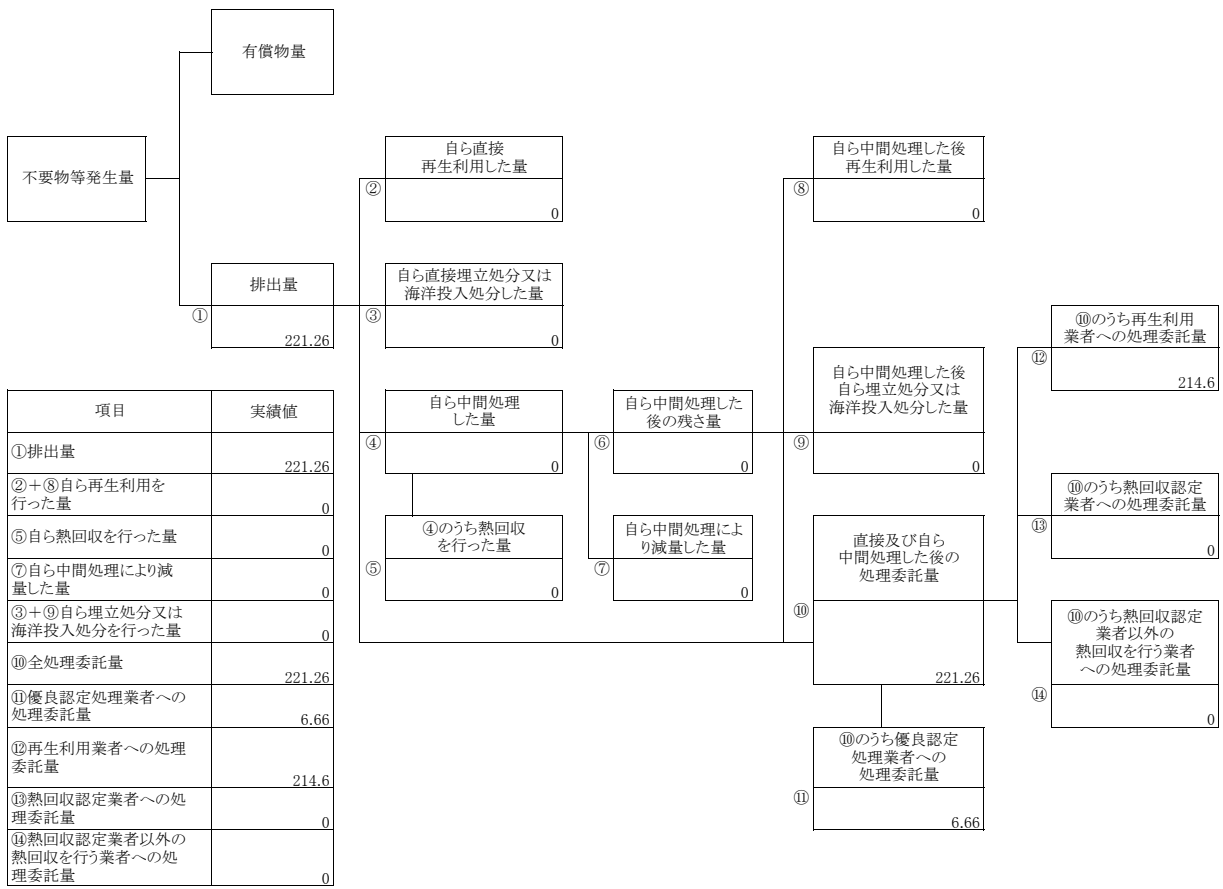 有償物量
不要物等発生量
自ら直接
再生利用した量
②
0
自ら中間処理した後
再生利用した量
⑧
0
排出量
①
221.26
自ら直接埋立処分又は
海洋投入処分した量
③
0
⑩のうち再生利用
業者への処理委託量
⑫
214.6
自ら中間処理
した量
④
0
自ら中間処理した
後の残さ量
⑥
0
自ら中間処理した後
自ら埋立処分又は
海洋投入処分した量
⑨
0
⑩のうち熱回収認定
業者への処理委託量
⑬
0
④のうち熱回収
を行った量
⑤
0
自ら中間処理によ
り減量した量
⑦
0
直接及び自ら
中間処理した後の
処理委託量
⑩
221.26
⑩のうち熱回収認定
業者以外の
熱回収を行う業者
への処理委託量
⑭
0
⑩のうち優良認定
処理業者への
処理委託量
⑪
6.66
項目 実績値
①排出量
221.26
②＋⑧自ら再生利用を
行った量
0
⑤自ら熱回収を行った量
0
⑦自ら中間処理により減
量した量
0
③＋⑨自ら埋立処分又は
海洋投入処分を行った量
0
⑩全処理委託量
221.26
⑪優良認定処理業者への
処理委託量
6.66
⑫再生利用業者への処理
委託量
214.6
⑬熱回収認定業者への処
理委託量
0
⑭熱回収認定業者以外の
熱回収を行う業者への処
理委託量
0